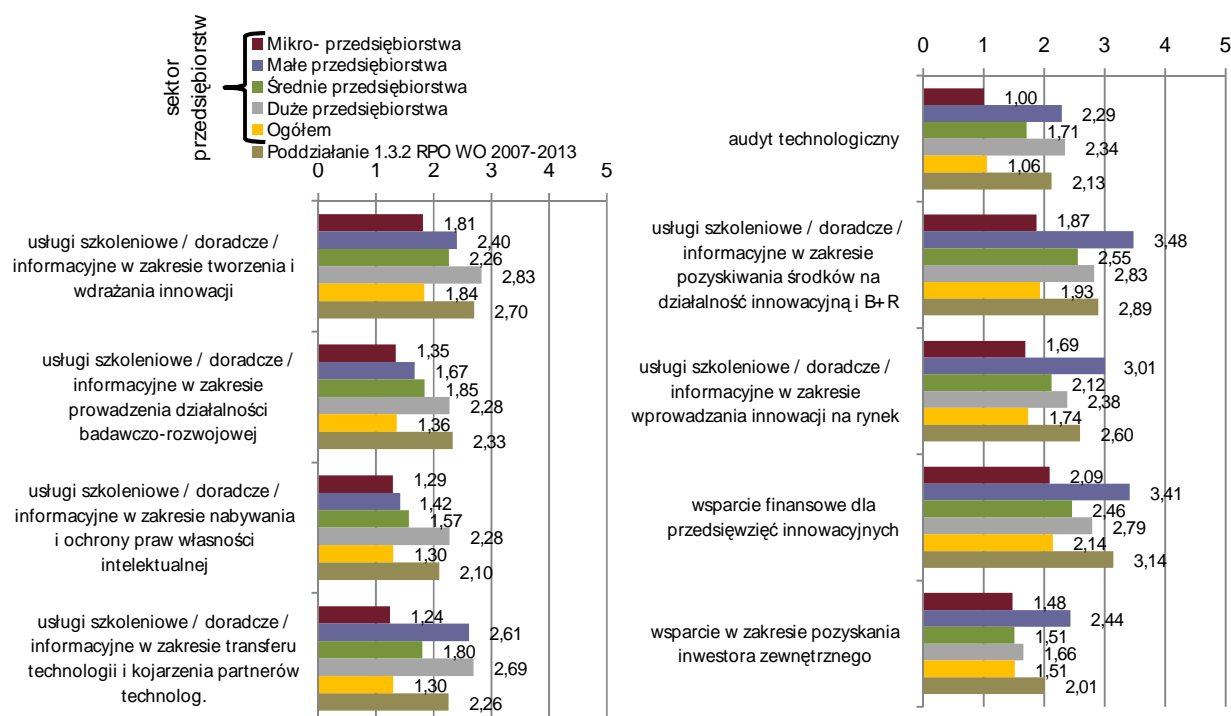 sektor
przedsiębiorstw
Mikro- przedsiębiorstwa
Małe przedsiębiorstwa
Średnie przedsiębiorstwa
Duże przedsiębiorstwa
Ogółem
Poddziałanie 1.3.2 RPO WO 2007-2013
0 1 2 3 4 5
usługi szkoleniowe / doradcze /
informacyjne w zakresie tworzenia i
wdrażania innowacji
1,81
2,40
2,26
2,83
1,84
2,70
usługi szkoleniowe / doradcze /
informacyjne w zakresie
prowadzenia działalności
badawczo-rozwojowej
1,35
1,67
1,85
2,28
1,36
2,33
usługi szkoleniowe / doradcze /
informacyjne w zakresie nabywania
i ochrony praw własności
intelektualnej
1,29
1,42
1,57
2,28
1,30
2,10
usługi szkoleniowe / doradcze /
informacyjne w zakresie transferu
technologii i kojarzenia partnerów
technolog.
1,24
2,61
1,80
2,69
1,30
2,26
0 1 2 3 4 5
audyt technologiczny
1,00
2,29
1,71
2,34
1,06
2,13
usługi szkoleniowe / doradcze /
informacyjne w zakresie
pozyskiwania środków na
działalność innowacyjną i B+R
1,87
3,48
2,55
2,83
1,93
2,89
usługi szkoleniowe / doradcze /
informacyjne w zakresie
wprowadzania innowacji na rynek
1,69
3,01
2,12
2,38
1,74
2,60
wsparcie finansowe dla
przedsięwzięć innowacyjnych
2,09
3,41
2,46
2,79
2,14
3,14
wsparcie w zakresie pozyskania
inwestora zewnętrznego
1,48
2,44
1,51
1,66
1,51
2,01